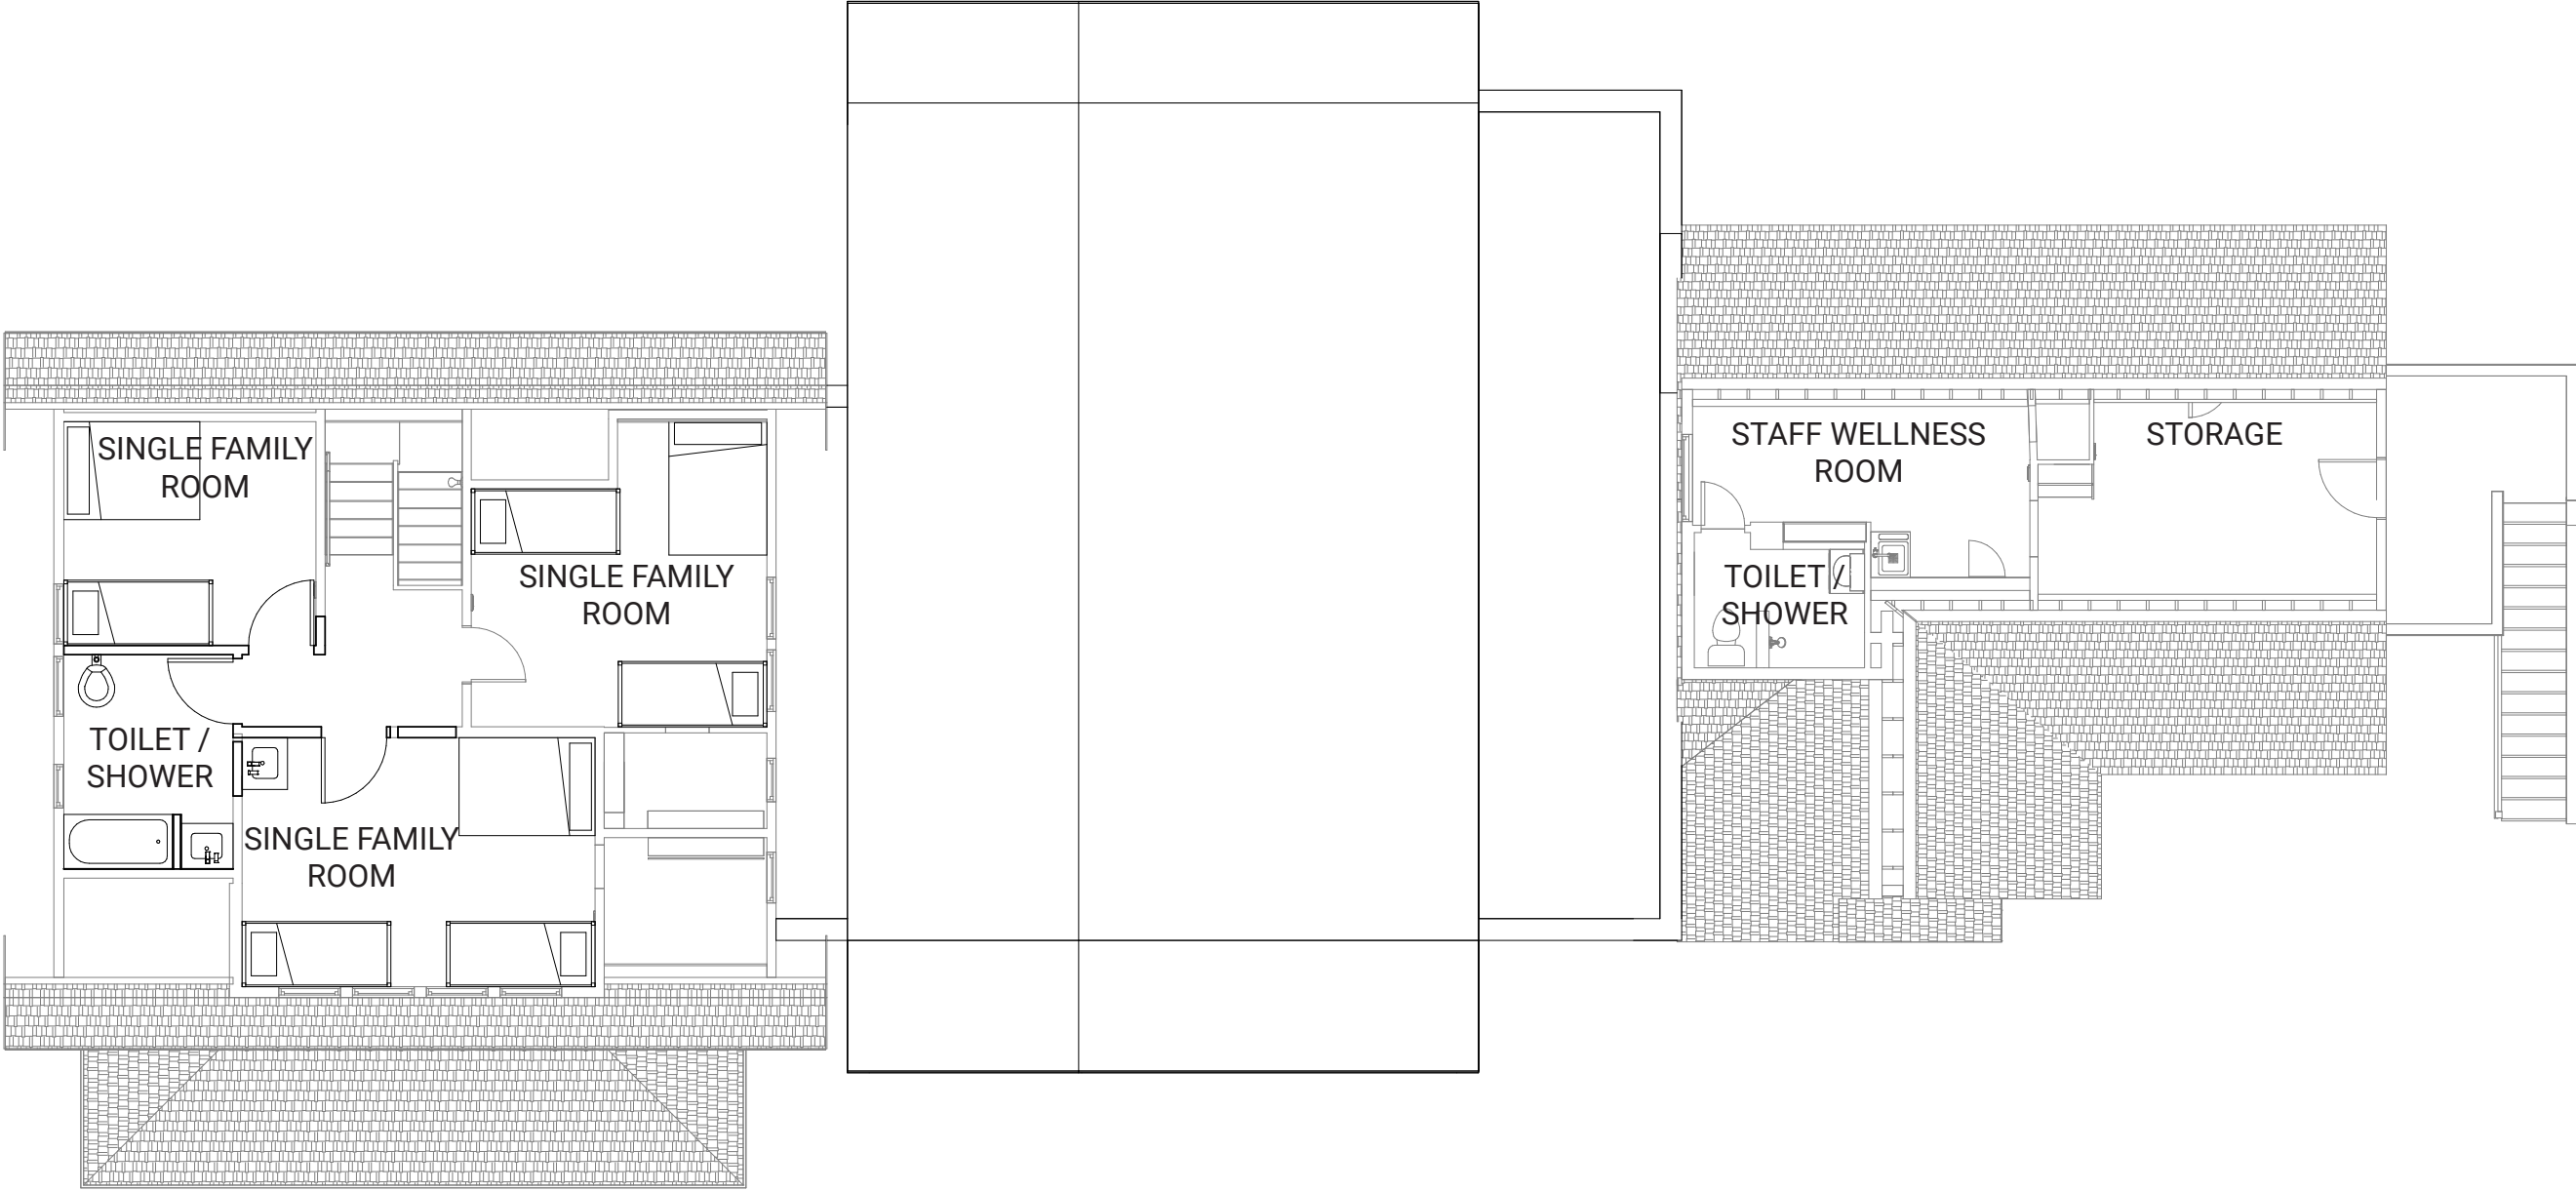 SINGLE FAMILY
ROOM
SINGLE FAMILY
ROOM
TOILET /
SHOWER
SINGLE FAMILY
ROOM
STAFF WELLNESS
ROOM
STORAGE
TOILET /
SHOWER